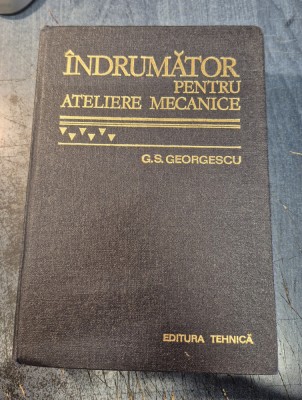 ÎNDRUMĂTOR
PENTRU
ATELIERE MECANICE
G.S. GEORGESCU
EDITURA TEHNICĂ